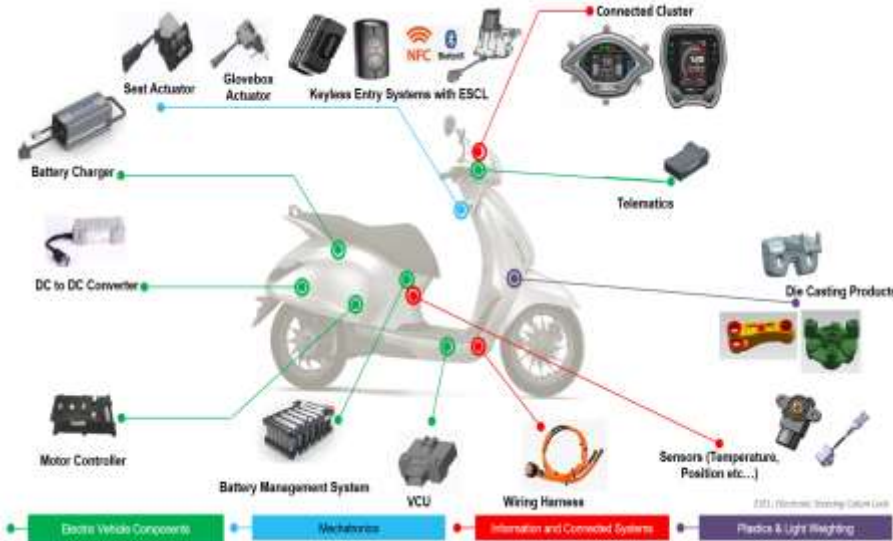 Connected Cluster
NFC
Bluetooth
Seat Actuator
Glovebox
Actuator
Keyless Entry Systems with ESCL
Battery Charger
Telematics
DC to DC Converter
Die Casting Products
Motor Controller
Battery Management System
VCU
Wiring Harness
Sensors (Temperature,
Position etc...)
ESCL: Electronic Steering Column Lock
Electro Vehicle Components
Mechatronics
Information and Connected Systems
Plastics & Light Weighting